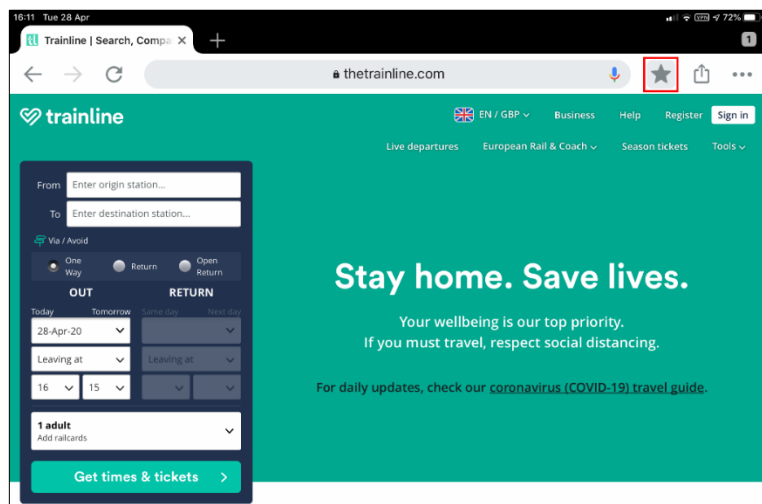 16:11 Tue 28 Apr
VPN 72%
Trainline | Search, Compa
1
thetrainline.com
trainline
EN / GBP Business Help Register Sign in
Live departures European Rail & Coach Season tickets Tools
From Enter origin station...
To Enter destination station...
Via / Avoid
One Way Return Open Return
OUT RETURN
Today Tomorrow Same day Next day
28-Apr-20
Leaving at Leaving at
16 15
1 adult
Add railcards
Get times & tickets
Stay home. Save lives.
Your wellbeing is our top priority.
If you must travel, respect social distancing.
For daily updates, check our coronavirus (COVID-19) travel guide.